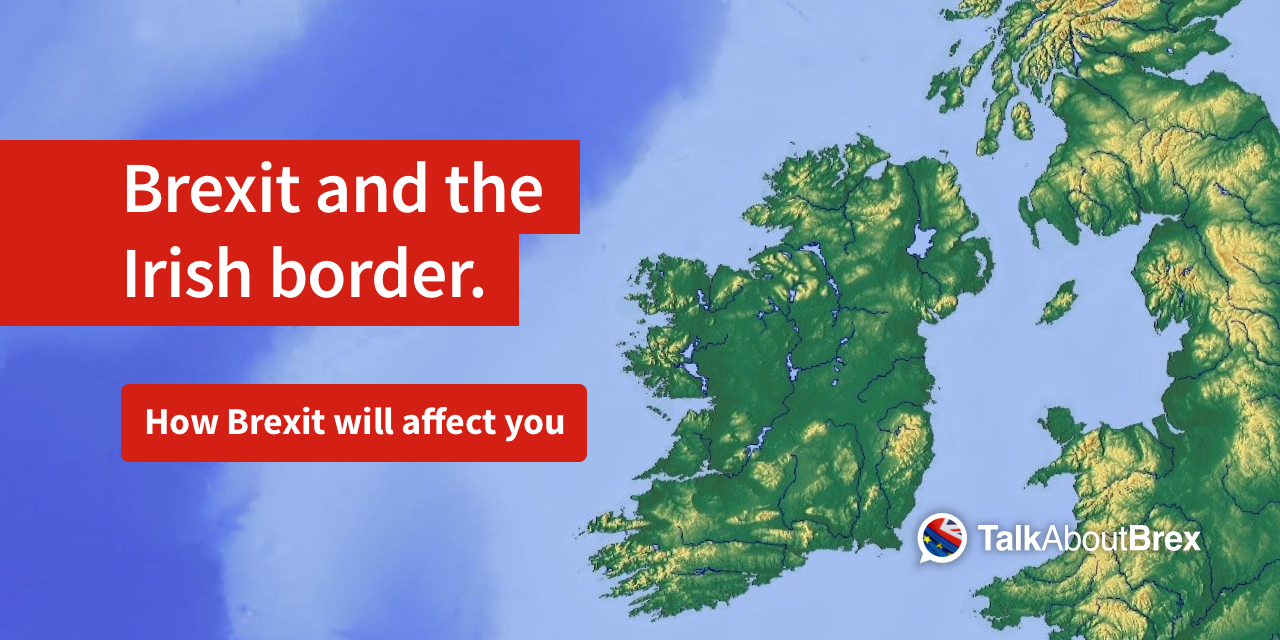 Brexit and the
Irish border.
How Brexit will affect you
TalkAboutBrex